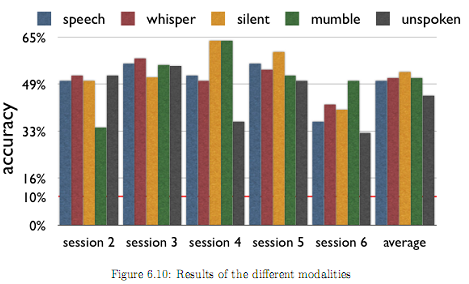 speech whisper silent mumble unspoken
65%
49%
33%
16%
10%
0%
accuracy
session 2 session 3 session 4 session 5 session 6 average
Figure 6.10: Results of the different modalities